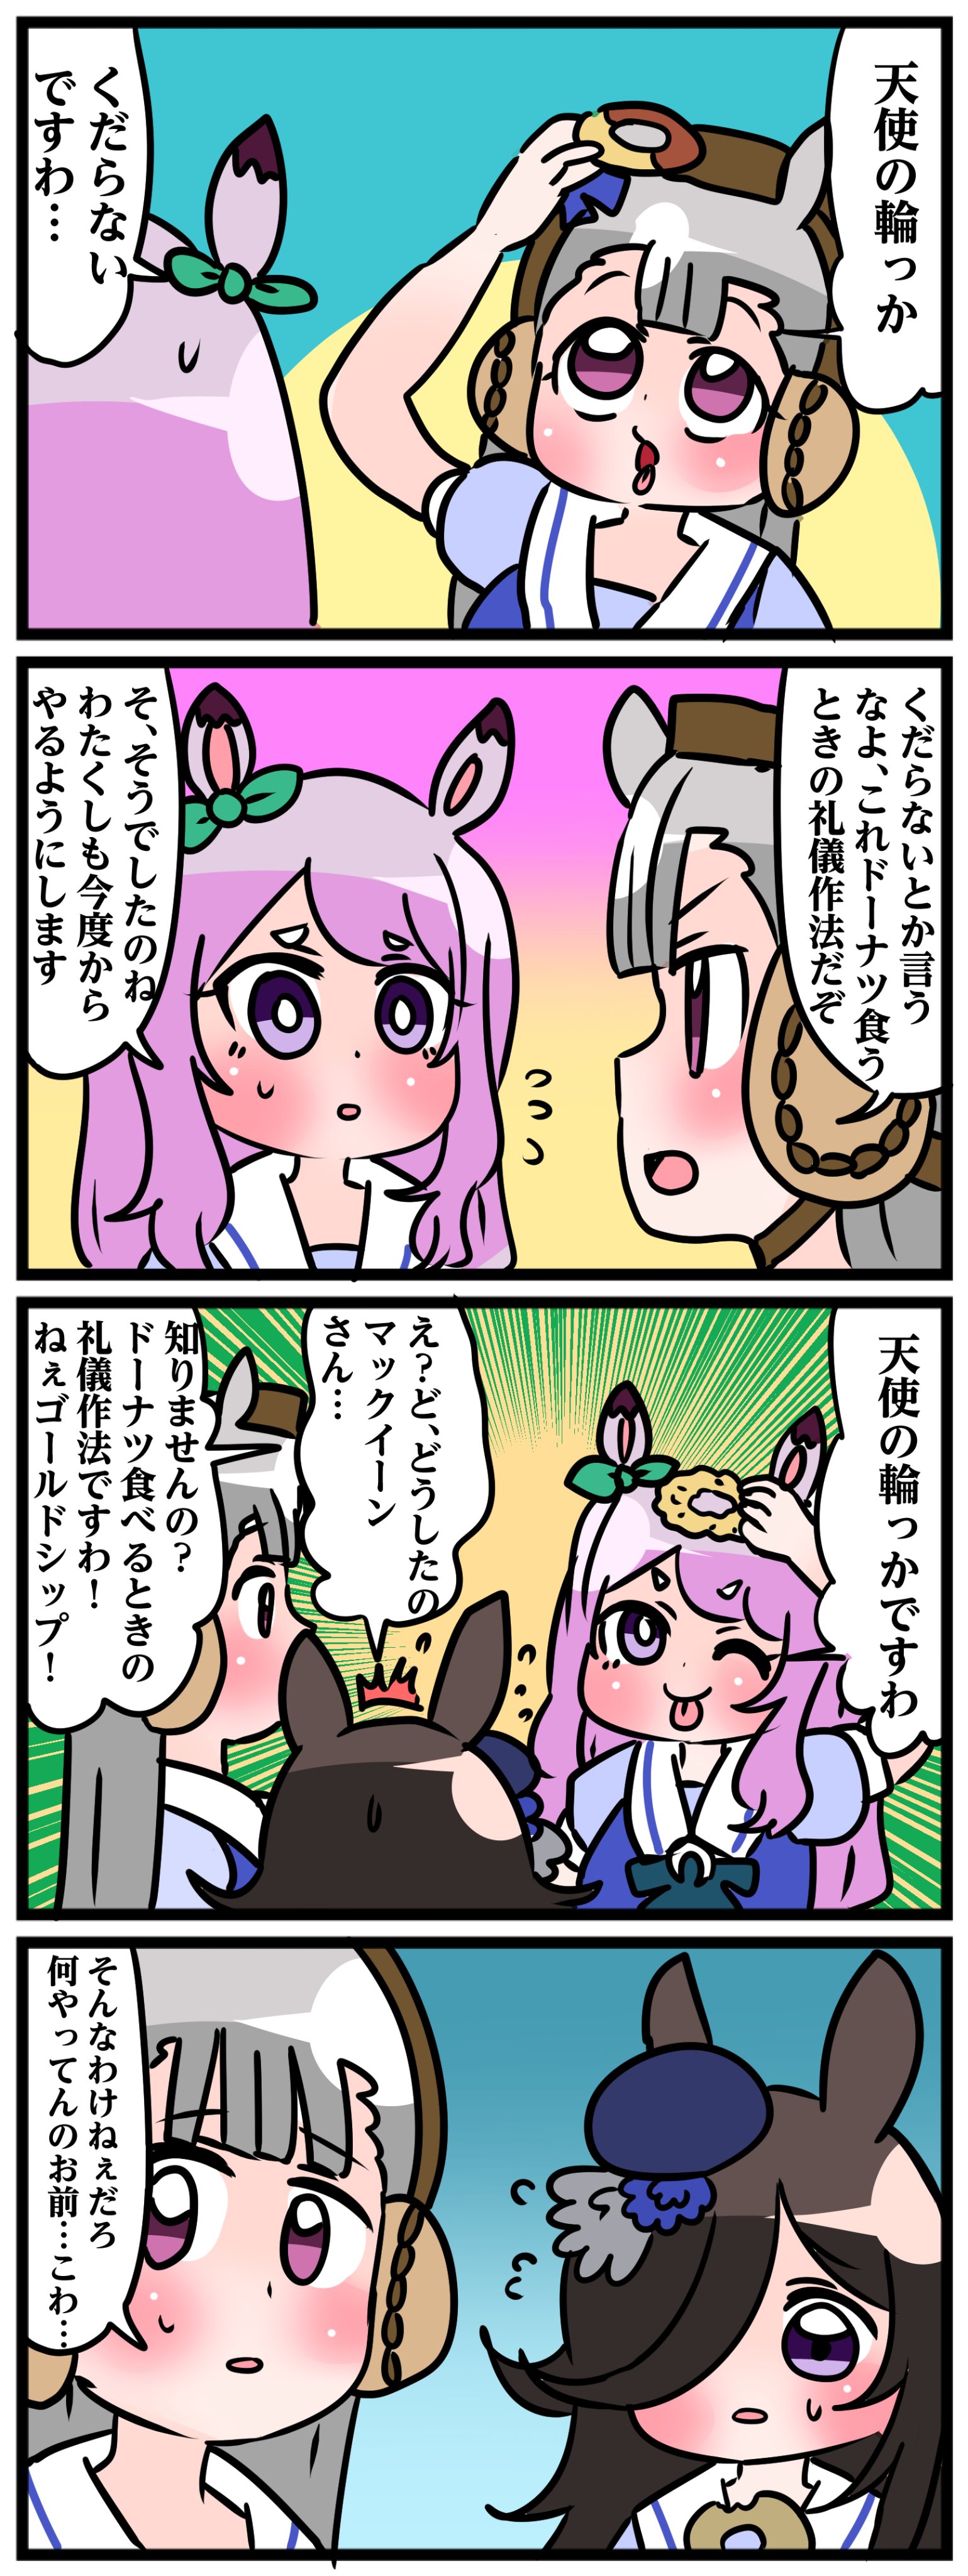 天使の輪っか
くだらない
ですわ…
くだらないとか言う
なよ、これドーナツ食う
ときの礼儀作法だぞ
そ、そうでしたのね
わたくしも今度から
やるようにします
天使の輪っかですわ
え?ど、どうしたの
マックイーン
さん…
知りませんの?
ドーナツ食べるときの
礼儀作法ですわ!
ねぇゴールドシップ!
そんなわけねぇだろ
何やってんのお前…こわ…